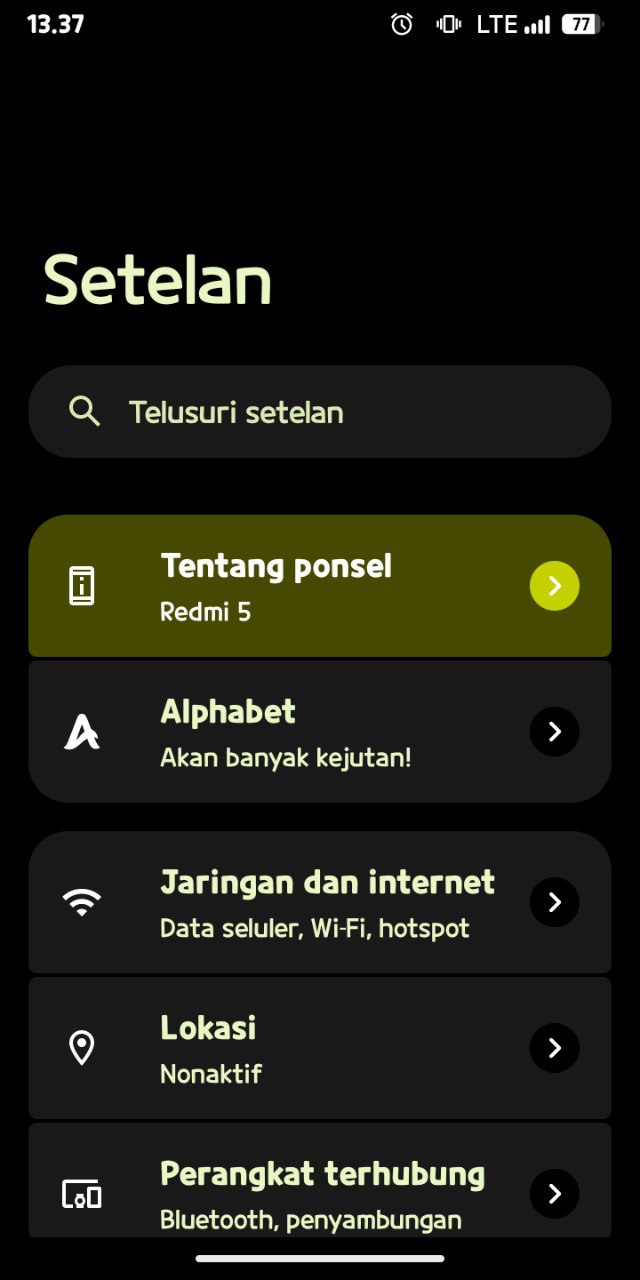 13.37
LTE 77
Setelan
Telusuri setelan
Tentang ponsel
Redmi 5
Alphabet
Akan banyak kejutan!
Jaringan dan internet
Data seluler, Wi-Fi, hotspot
Lokasi
Nonaktif
Perangkat terhubung
Bluetooth, penyambungan